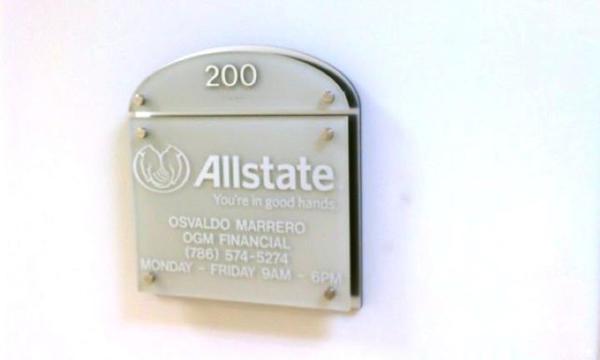 200
Allstate
You're in good hands.
OSVALDO MARRERO
OGM FINANCIAL
(786) 574-5274
MONDAY - FRIDAY 9AM - 6PM